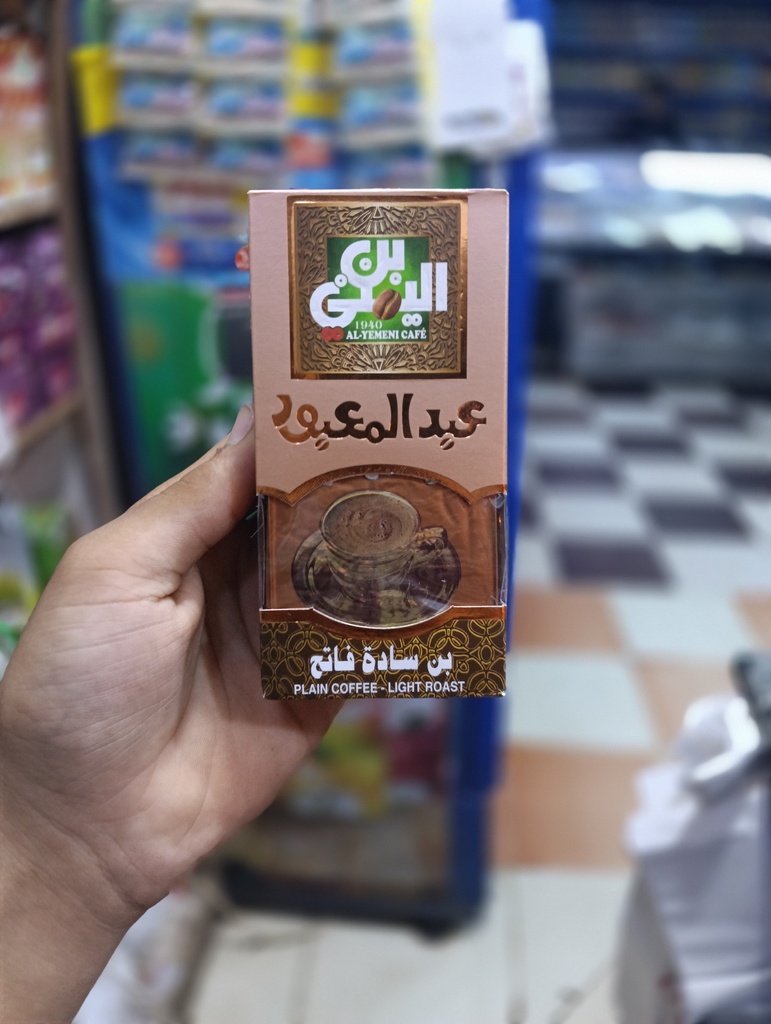 بن
اليمني
1940
AL-YEMENI CAFÉ
عبد المعبود
بن سادة فاتح
PLAIN COFFEE - LIGHT ROAST